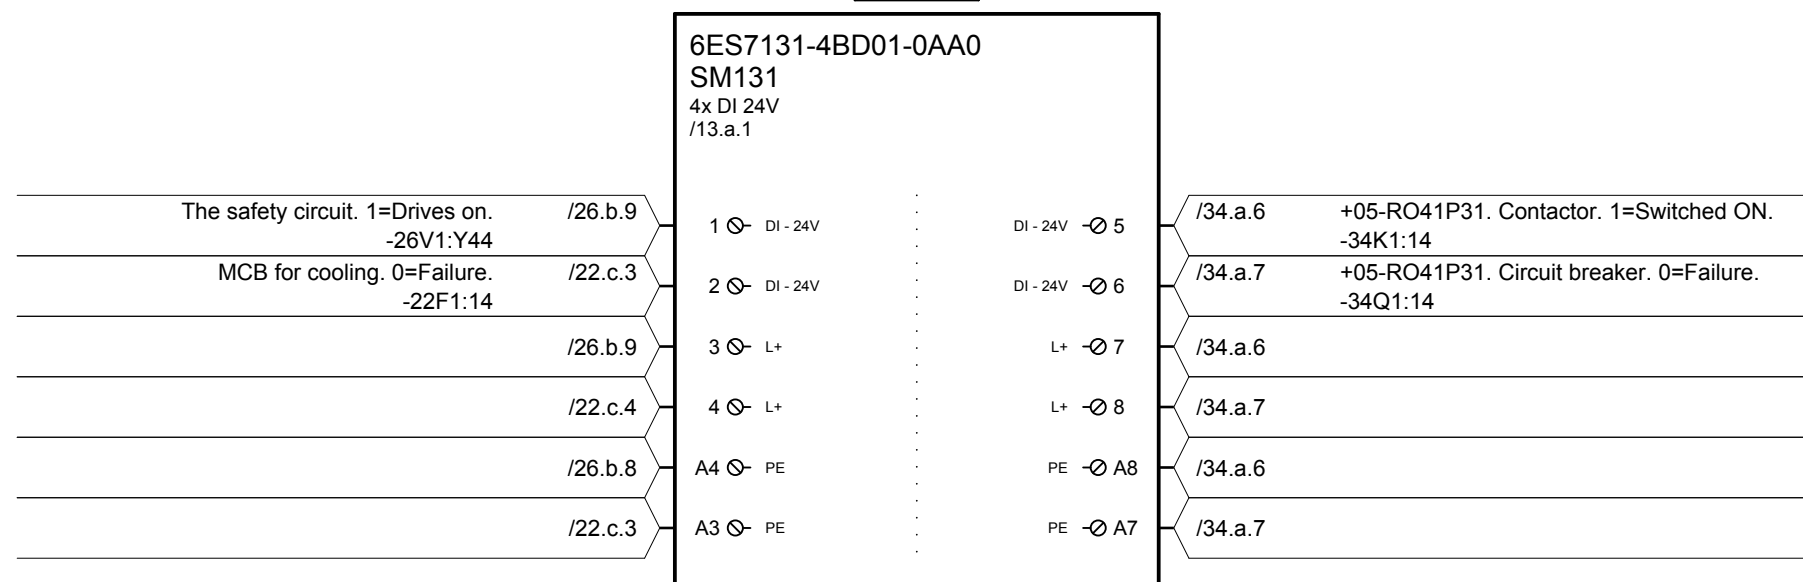 6ES7131-4BD01-0AA0
SM131
4x DI 24V
/13.a.1
The safety circuit. 1=Drives on. /26.b.9 1 DI - 24V DI - 24V 5 /34.a.6 +05-RO41P31. Contactor. 1=Switched ON.
-26V1:Y44 -34K1:14
MCB for cooling. 0=Failure. /22.c.3 2 DI - 24V DI - 24V 6 /34.a.7 +05-RO41P31. Circuit breaker. 0=Failure.
-22F1:14 -34Q1:14
/26.b.9 3 L+ L+ 7 /34.a.6
/22.c.4 4 L+ L+ 8 /34.a.7
/26.b.8 A4 PE PE A8 /34.a.6
/22.c.3 A3 PE PE A7 /34.a.7